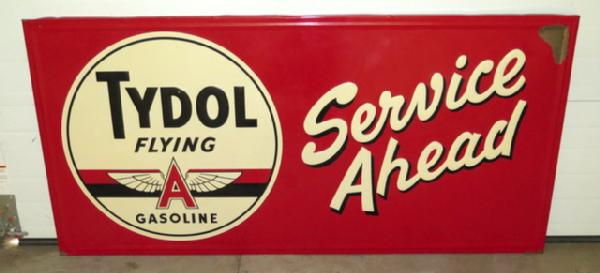 TYDOL
FLYING
A
GASOLINE
Service
Ahead